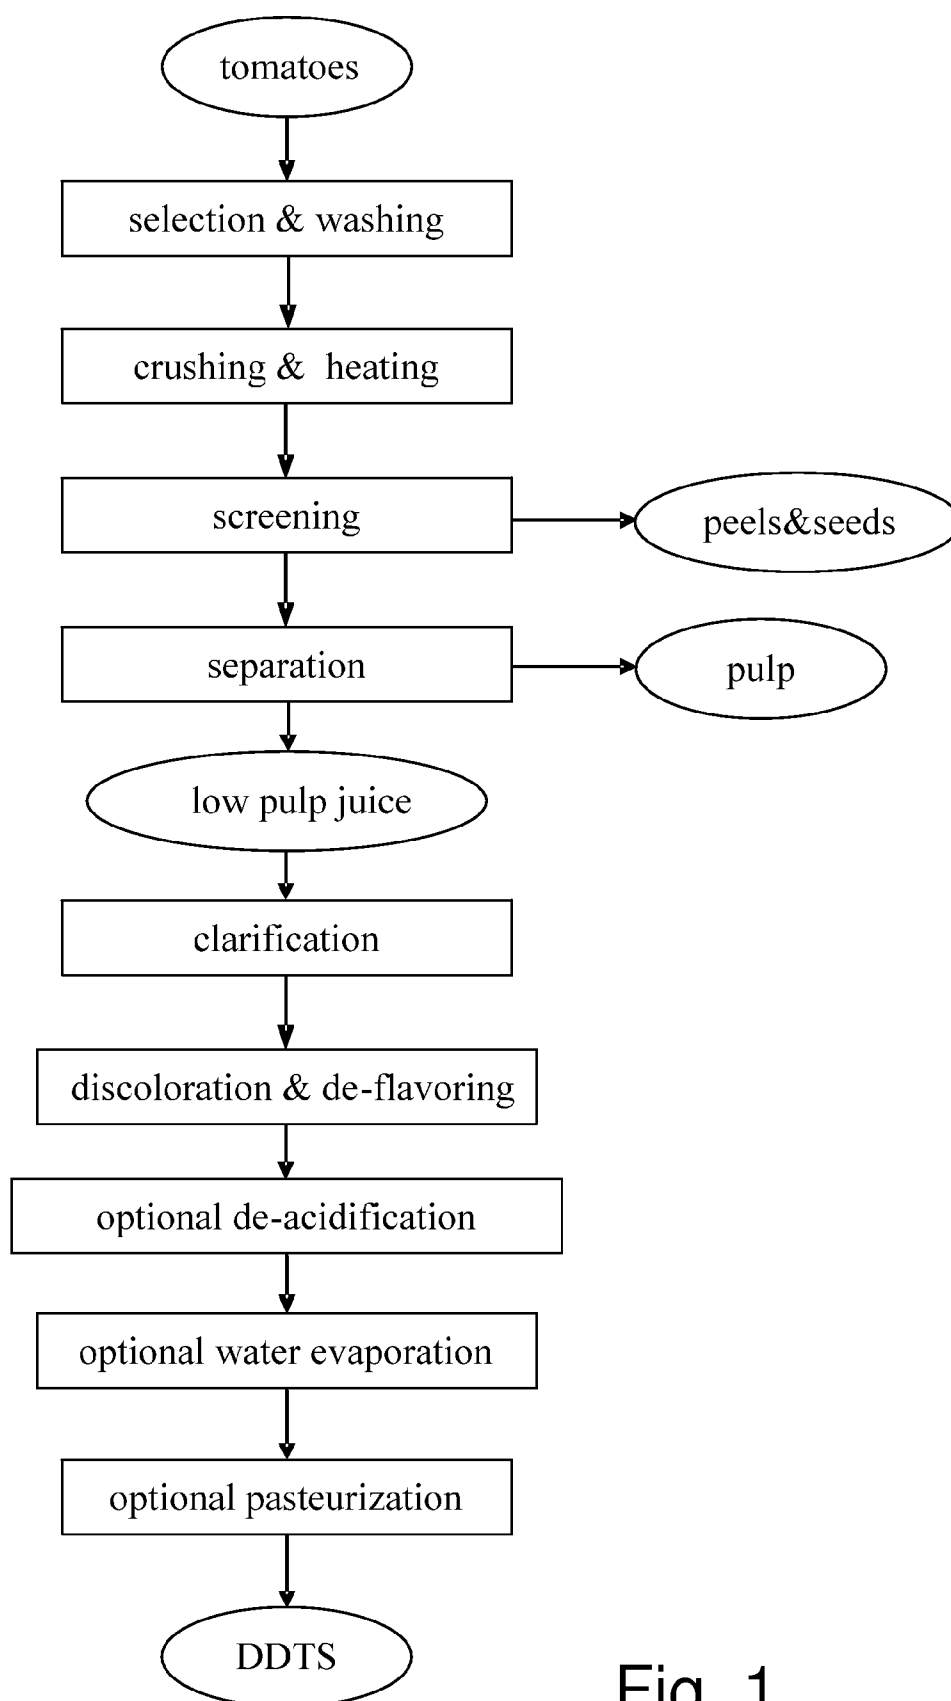 tomatoes
selection & washing
crushing & heating
screening
peels&seeds
separation
pulp
low pulp juice
clarification
discoloration & de-flavoring
optional de-acidification
optional water evaporation
optional pasteurization
DDTS
Fig. 1